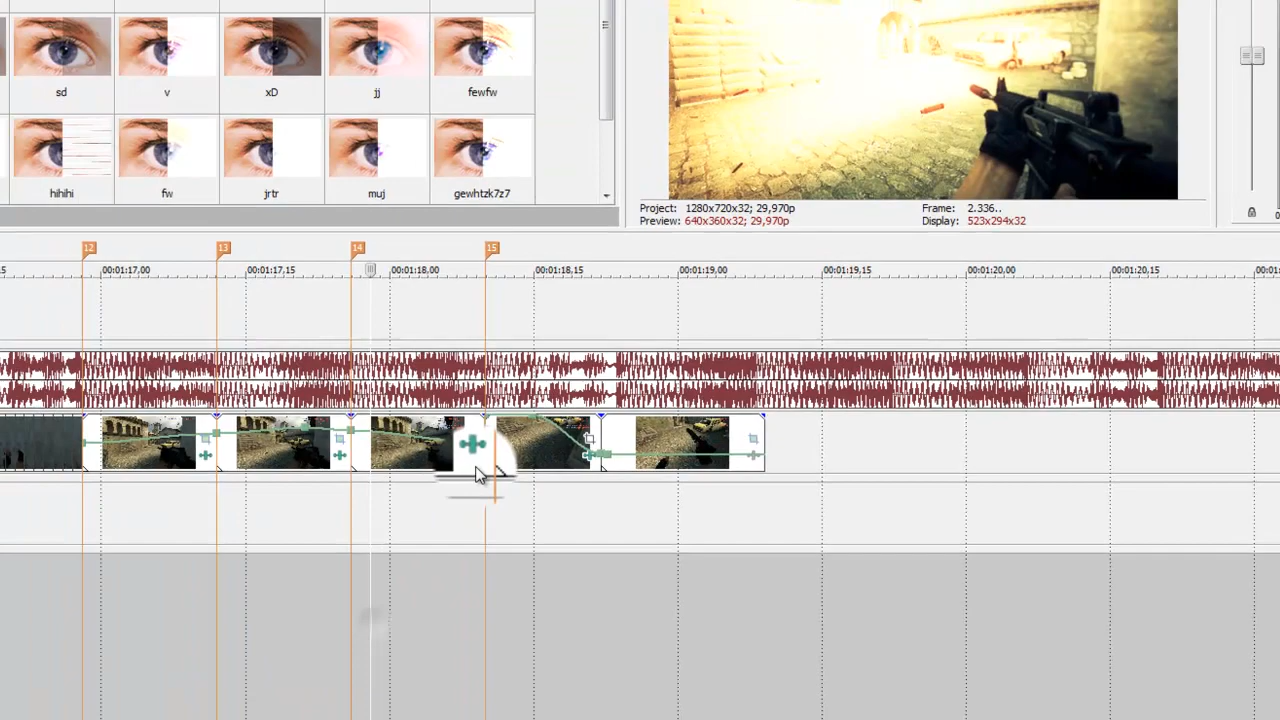 sd v xD jj fewfw
hihihi fw jrtr muj gewhtzk7z7
Project: 1280x720x32; 29,970p Frame: 2.336..
Preview: 640x360x32; 29,970p Display: 523x294x32
12 13 14 15
00:01:17,00 00:01:17,15 00:01:18,00 00:01:18,15 00:01:19,00 00:01:19,15 00:01:20,00 00:01:20,15